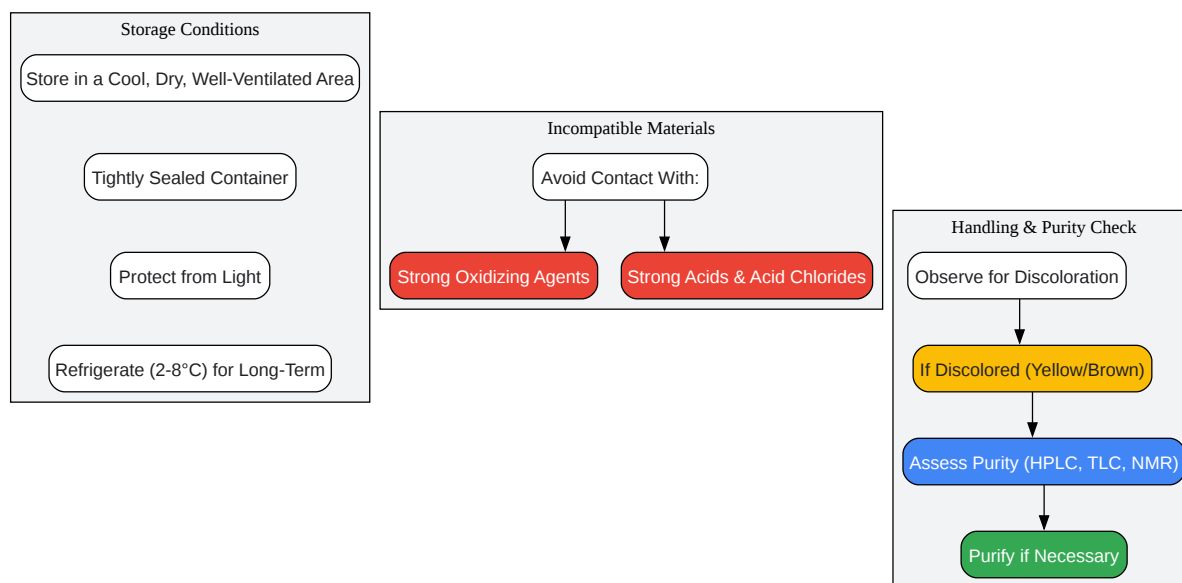 Storage Conditions
Store in a Cool, Dry, Well-Ventilated Area
Tightly Sealed Container
Protect from Light
Refrigerate (2-8°C) for Long-Term
Incompatible Materials
Avoid Contact With:
Strong Oxidizing Agents
Strong Acids & Acid Chlorides
Handling & Purity Check
Observe for Discoloration
If Discolored (Yellow/Brown)
Assess Purity (HPLC, TLC, NMR)
Purify if Necessary